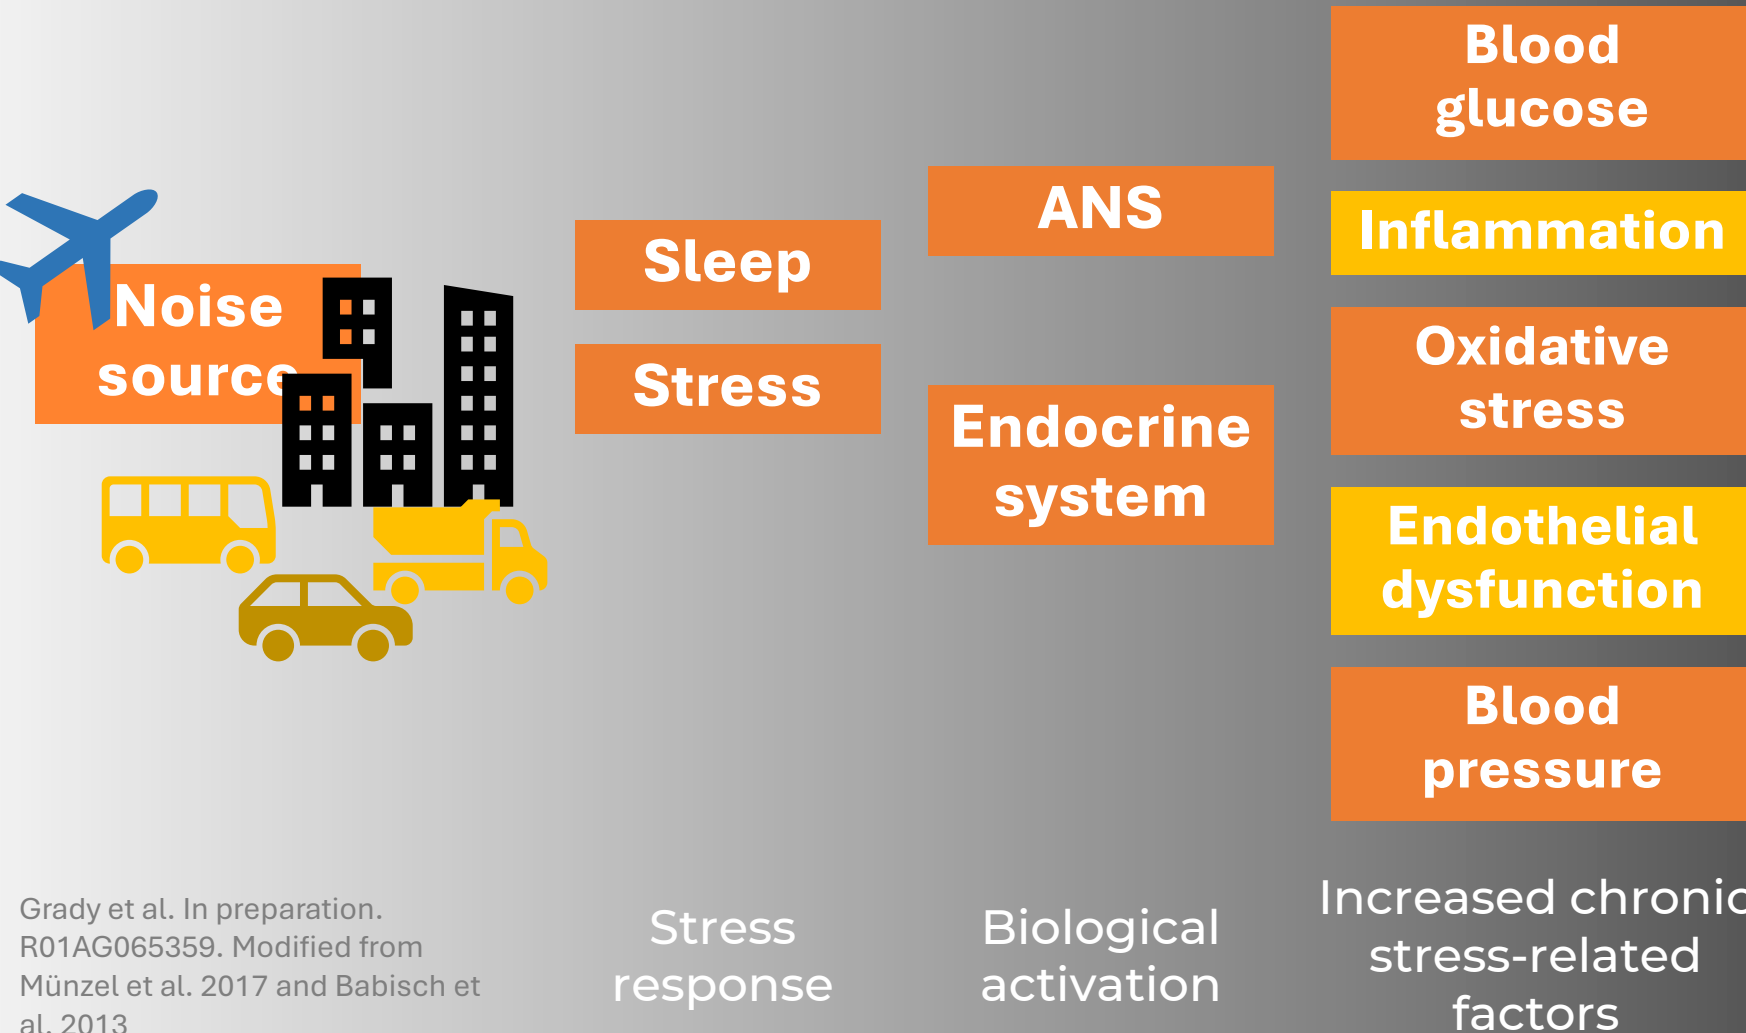 Noise
source
Sleep
Stress
ANS
Endocrine
system
Blood
glucose
Inflammation
Oxidative
stress
Endothelial
dysfunction
Blood
pressure
Grady et al. In preparation.
R01AG065359. Modified from
Münzel et al. 2017 and Babisch et
al. 2013
Stress
response
Biological
activation
Increased chronic
stress-related
factors